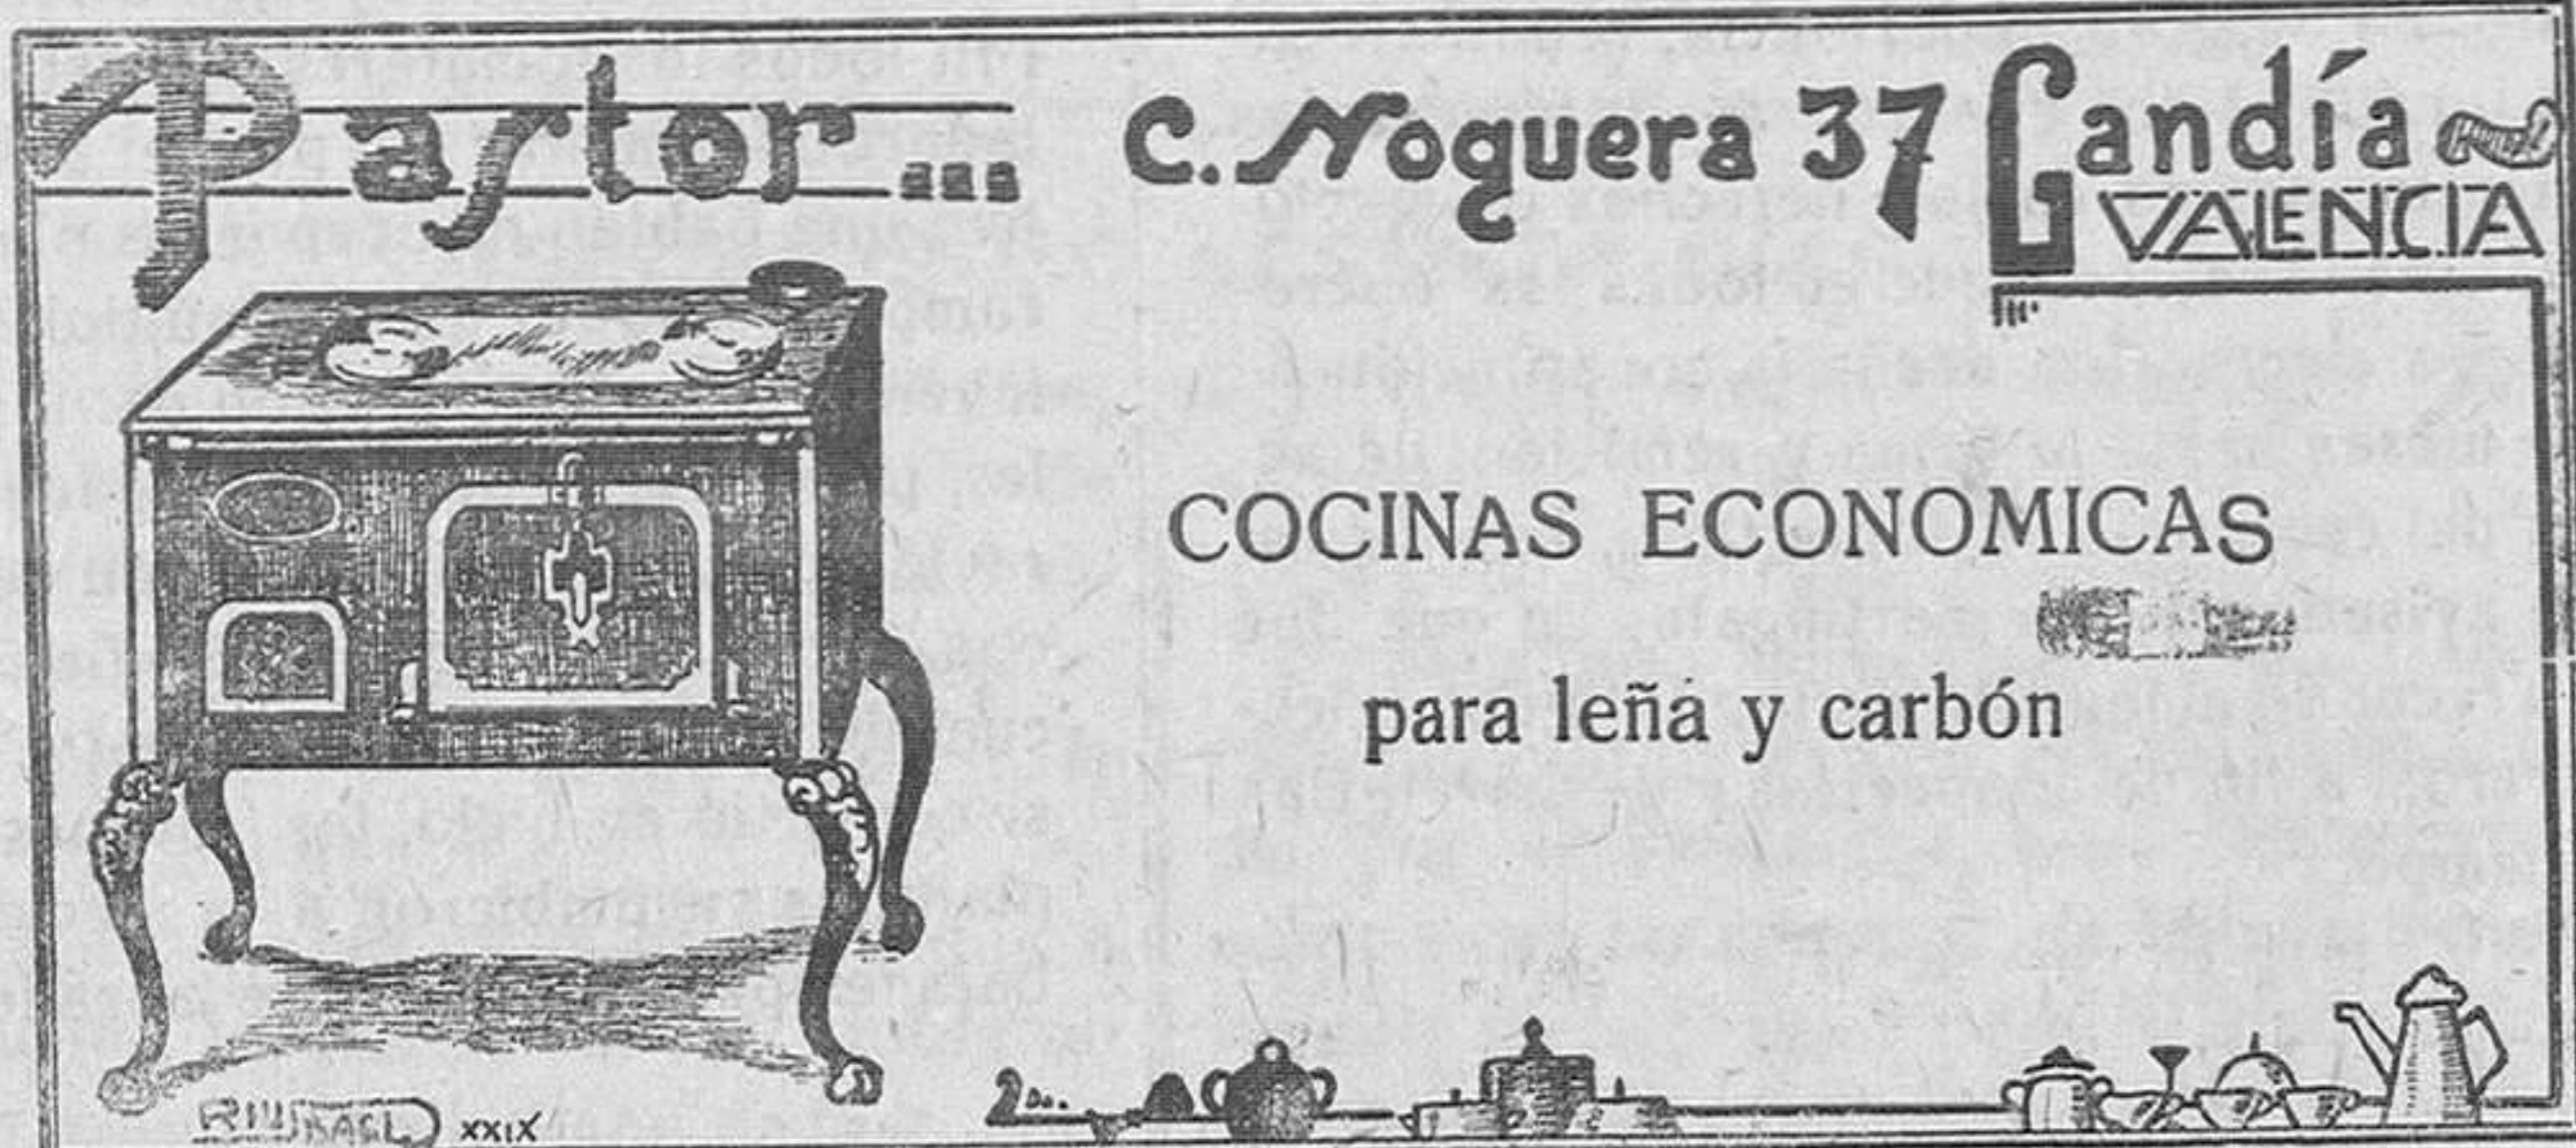 Pastor... C. Noguera 37 Gandía
VALENCIA
COCINAS ECONOMICAS
para leña y carbón
XXIX